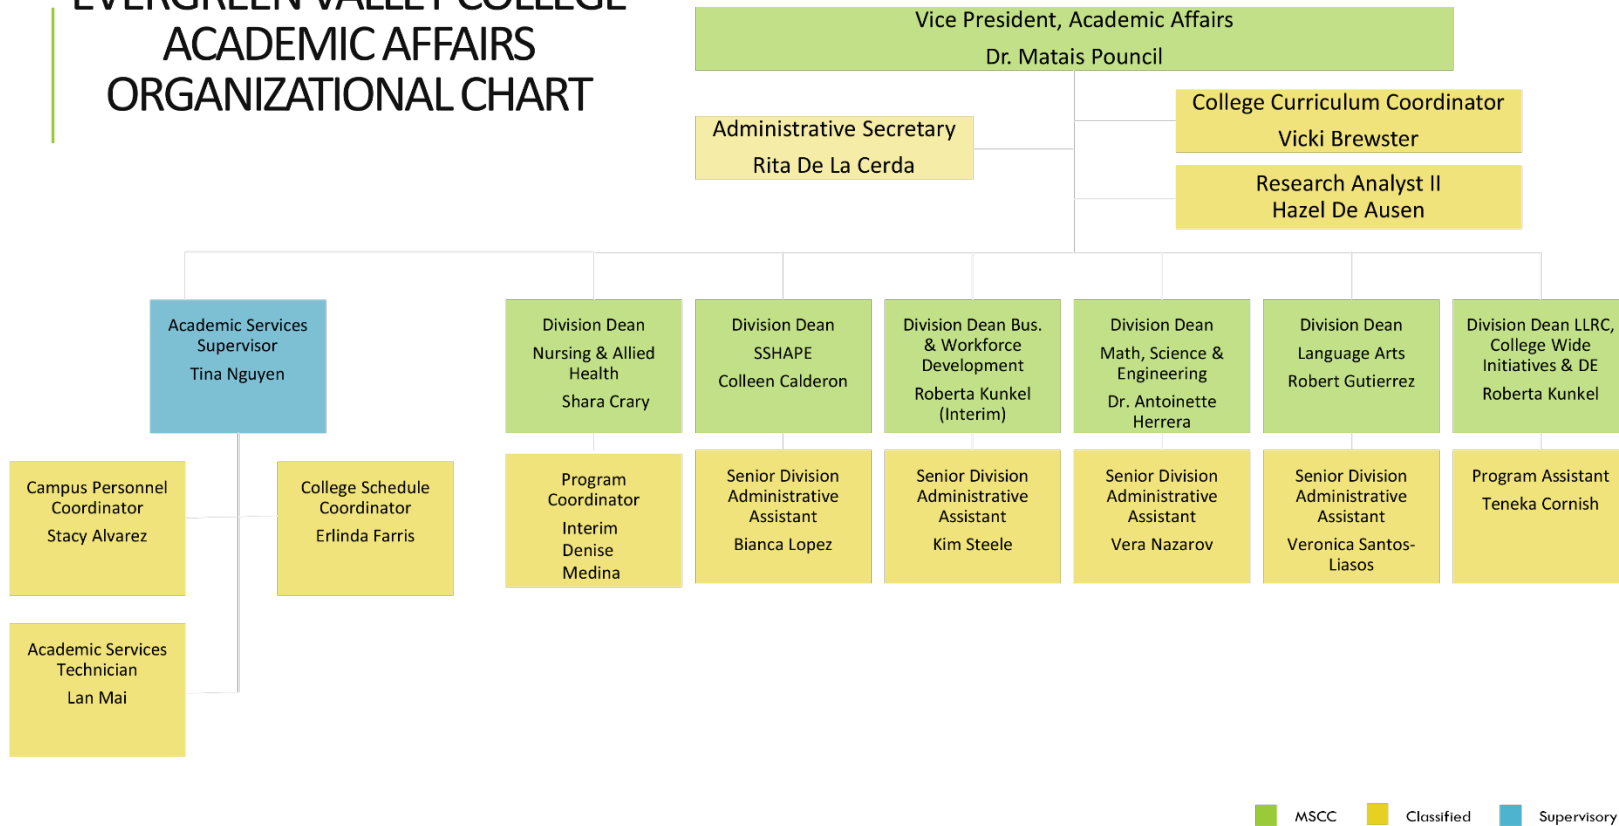 EVERGREEN VALLEY COLLEGE
ACADEMIC AFFAIRS
ORGANIZATIONAL CHART
Vice President, Academic Affairs
Dr. Matais Pouncil
Administrative Secretary
Rita De La Cerda
College Curriculum Coordinator
Vicki Brewster
Research Analyst II
Hazel De Ausen
Academic Services
Supervisor
Tina Nguyen
Division Dean
Nursing & Allied
Health
Shara Crary
Division Dean
SSHAPE
Colleen Calderon
Division Dean Bus.
& Workforce
Development
Roberta Kunkel
(Interim)
Division Dean
Math, Science &
Engineering
Dr. Antoinette
Herrera
Division Dean
Language Arts
Robert Gutierrez
Division Dean LLRC,
College Wide
Initiatives & DE
Roberta Kunkel
Campus Personnel
Coordinator
Stacy Alvarez
College Schedule
Coordinator
Erlinda Farris
Program
Coordinator
Interim
Denise
Medina
Senior Division
Administrative
Assistant
Bianca Lopez
Senior Division
Administrative
Assistant
Kim Steele
Senior Division
Administrative
Assistant
Vera Nazarov
Senior Division
Administrative
Assistant
Veronica Santos-
Liasos
Program Assistant
Teneka Cornish
Academic Services
Technician
Lan Mai
MSCC
Classified
Supervisory